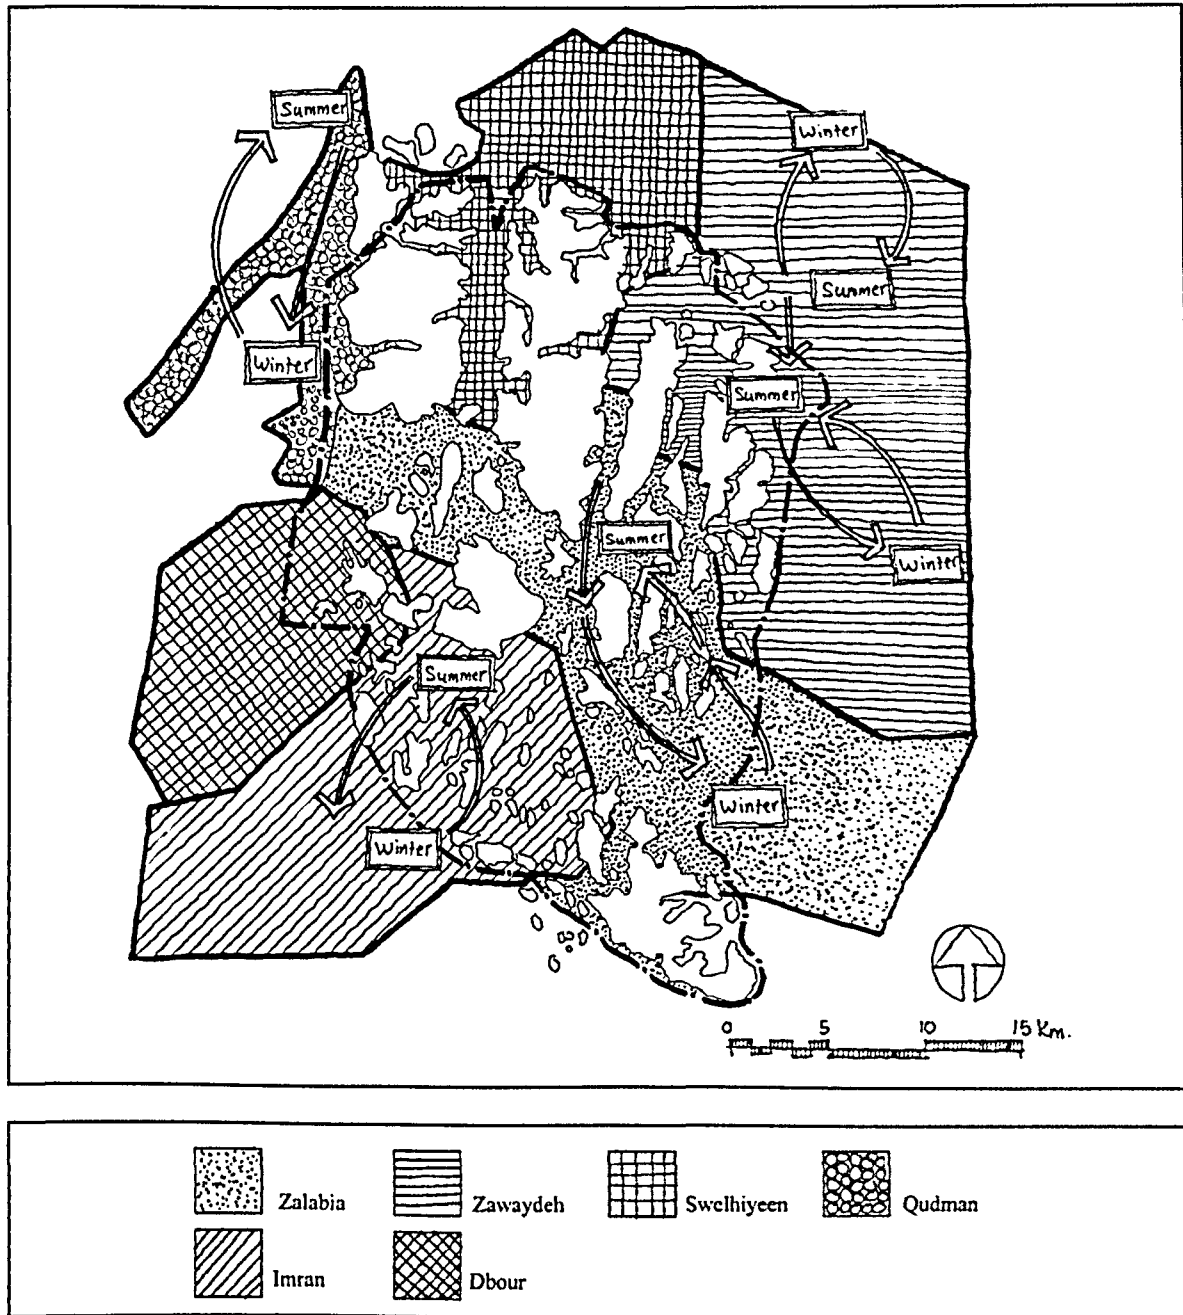 Summer
Winter
Summer
Winter
Summer
Summer
Winter
Summer
Winter
Winter
0 5 10 15 Km.
Zalabia
Zawaydeh
Swelhiyeen
Qudman
Imran
Dbour